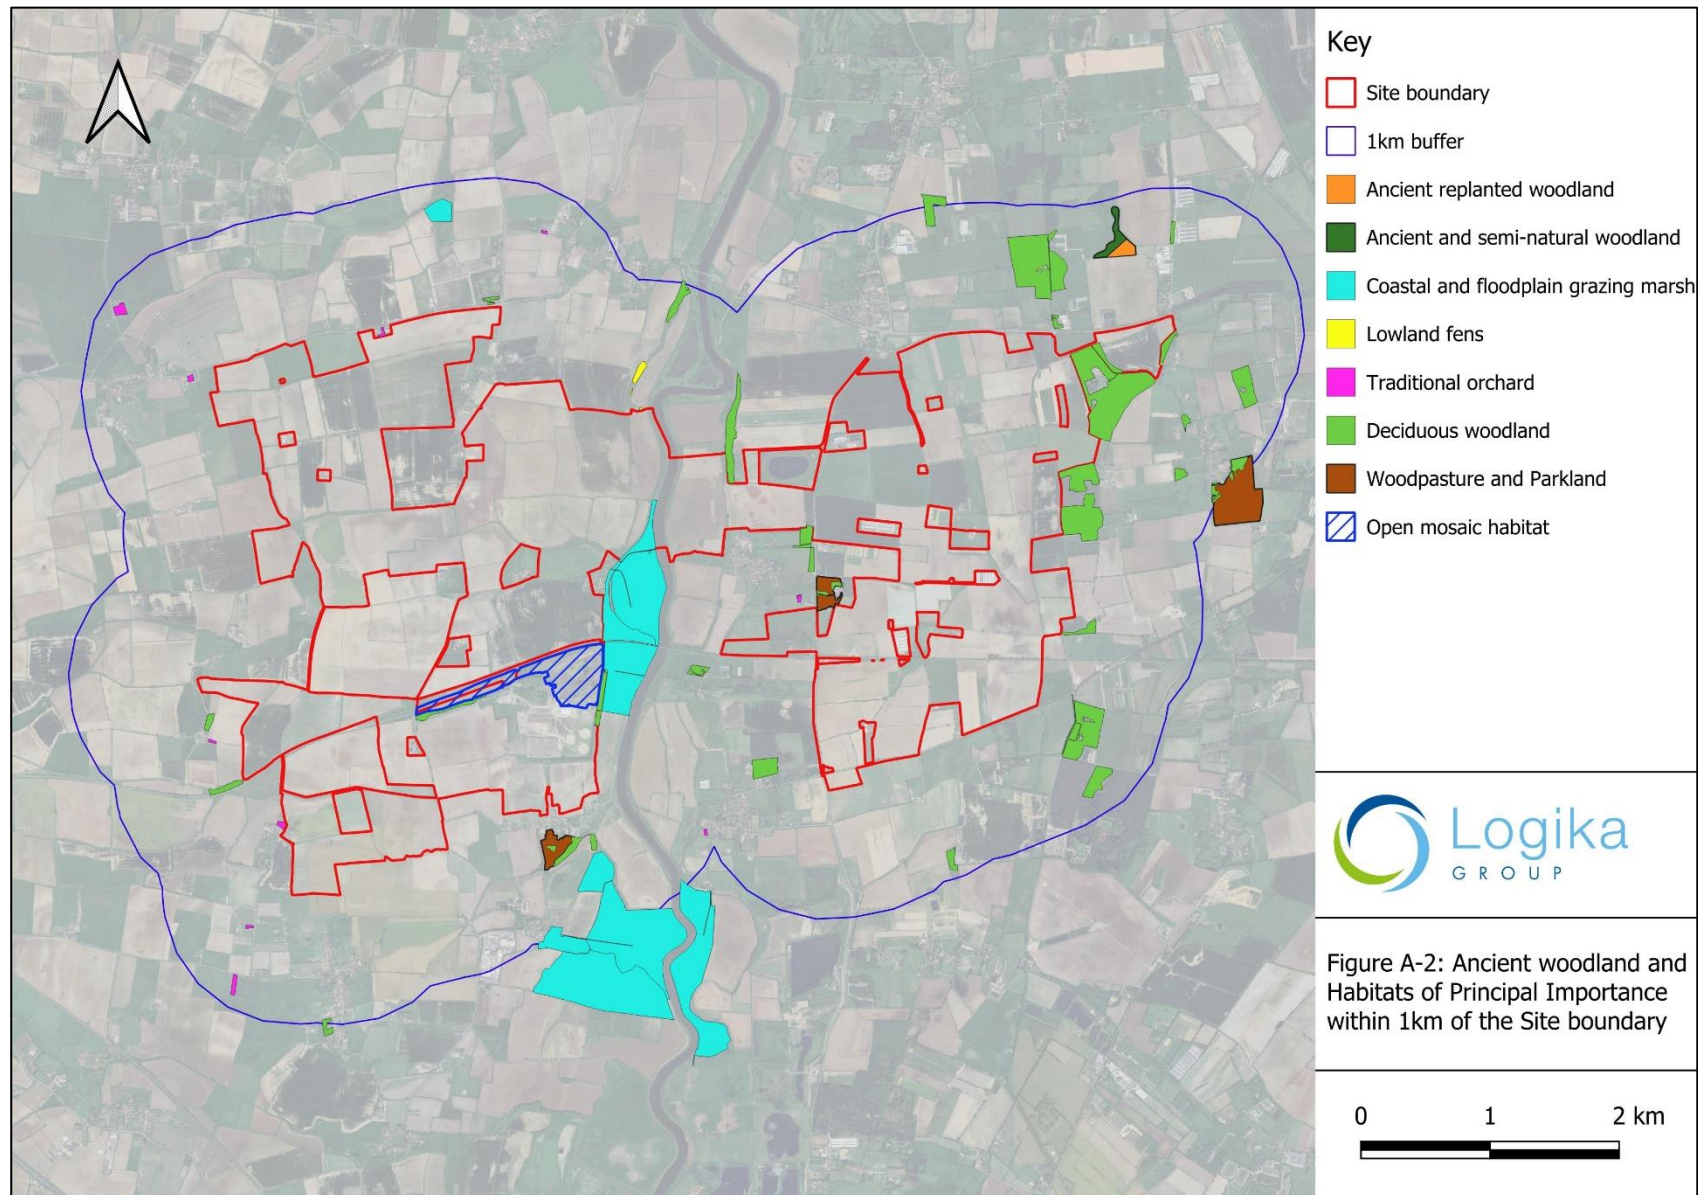 Key
Site boundary
1km buffer
Ancient replanted woodland
Ancient and semi-natural woodland
Coastal and floodplain grazing marsh
Lowland fens
Traditional orchard
Deciduous woodland
Woodpasture and Parkland
Open mosaic habitat
Logika
GROUP
Figure A-2: Ancient woodland and
Habitats of Principal Importance
within 1km of the Site boundary
0 1 2 km